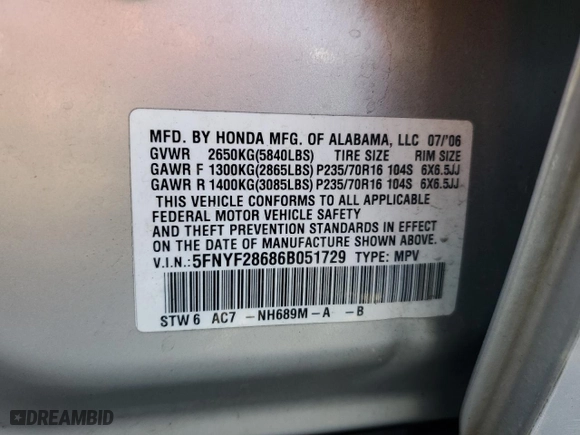 MFD. BY HONDA MFG. OF ALABAMA, LLC 07/'06
GVWR 2650KG(5840LBS) TIRE SIZE RIM SIZE
GAWR F 1300KG(2865LBS)P235/70R16 104S 6X6.5JJ
GAWR R 1400KG(3085LBS)P235/70R16 104S 6X6.5JJ
THIS VEHICLE CONFORMS TO ALL APPLICABLE
FEDERAL MOTOR VEHICLE SAFETY
AND THEFT PREVENTION STANDARDS IN EFFECT
ON THE DATE OF MANUFACTURE SHOWN ABOVE.
V.I.N.: 5FNYF28686B051729 TYPE: MPV
STW 6 AC7 -NH689M-A -B
DREAMBID